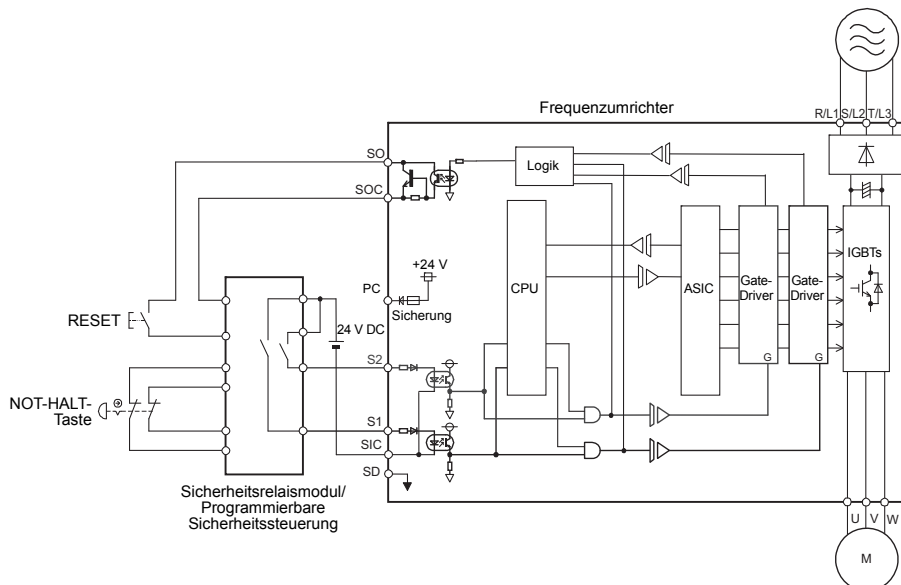 Frequenzumrichter
R/L1 S/L2 T/L3
SO
SOC
Logik
+24 V
PC
Sicherung
CPU
ASIC
Gate-
Driver
Gate-
Driver
IGBTs
G
G
RESET
24 V DC
S2
NOT-HALT-
Taste
S1
SIC
SD
Sicherheitsrelaismodul/
Programmierbare
Sicherheitssteuerung
U
V
W
M